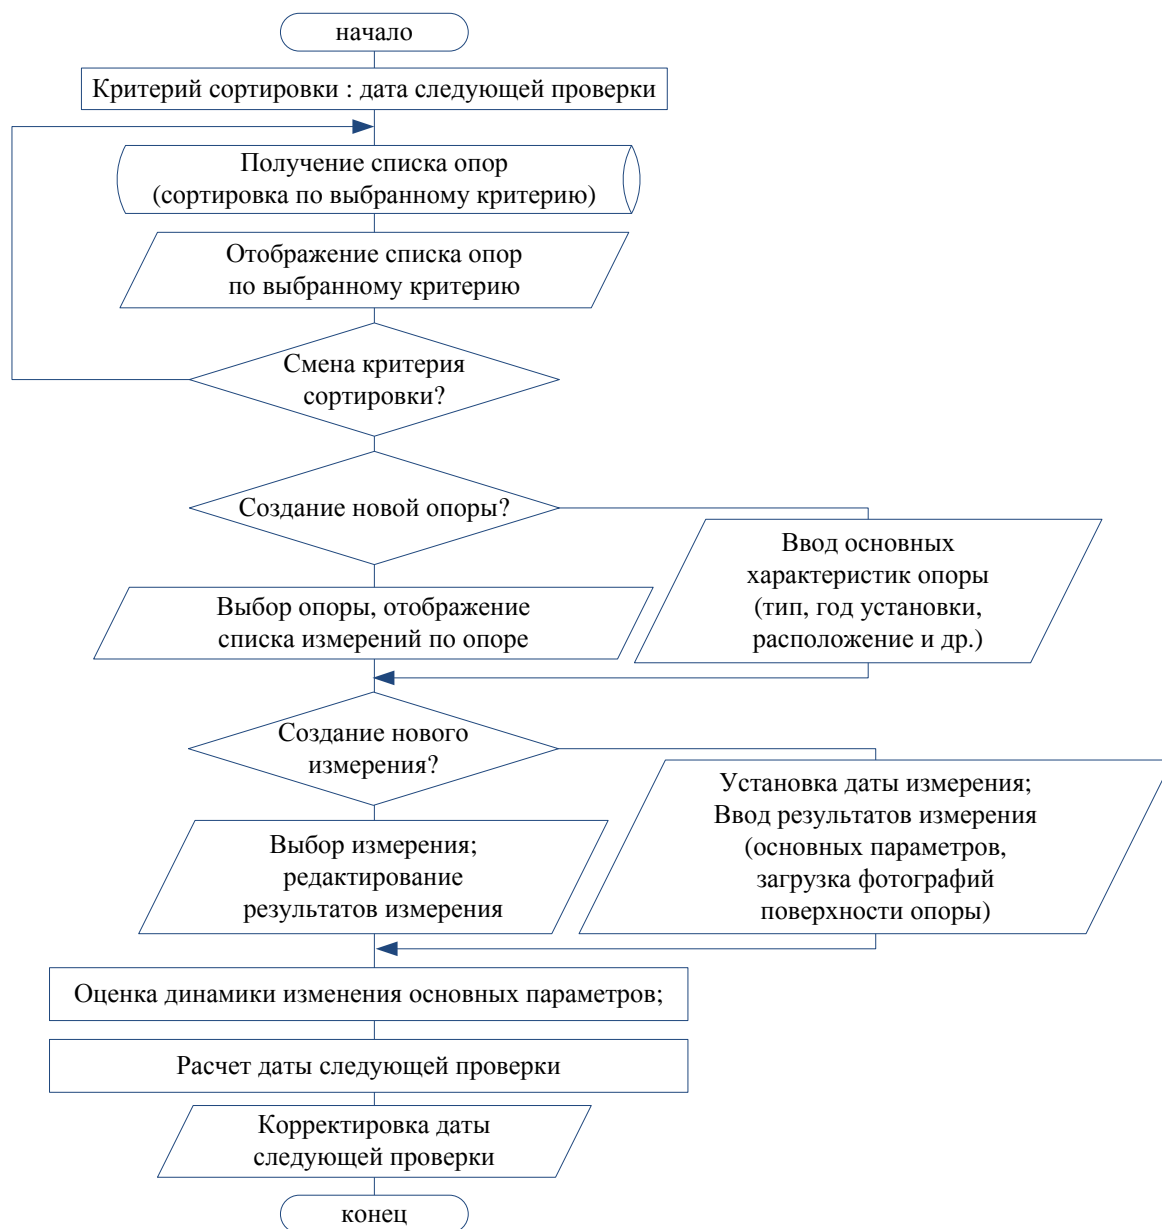 начало
Критерий сортировки : дата следующей проверки
Получение списка опор
(сортировка по выбранному критерию)
Отображение списка опор
по выбранному критерию
Смена критерия
сортировки?
Создание новой опоры?
Ввод основных
характеристик опоры
(тип, год установки,
расположение и др.)
Выбор опоры, отображение
списка измерений по опоре
Создание нового
измерения?
Установка даты измерения;
Ввод результатов измерения
(основных параметров,
загрузка фотографий
поверхности опоры)
Выбор измерения;
редактирование
результатов измерения
Оценка динамики изменения основных параметров;
Расчет даты следующей проверки
Корректировка даты
следующей проверки
конец